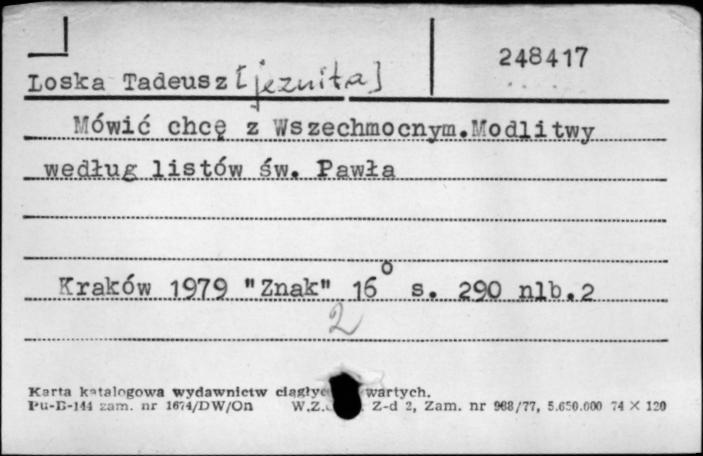 248417
Loska Tadeusz [jezuita]
Mówić chcę z Wszechmocnym. Modlitwy
według listów św. Pawła
Kraków 1979 "Znak" 16° s. 290 nlb. 2
2
Karta katalogowa wydawnictw
Pu-B-144 zam. nr 1674/DW/On Z-d 2, Zam. nr 968/77, 5.650.000 74 X 120